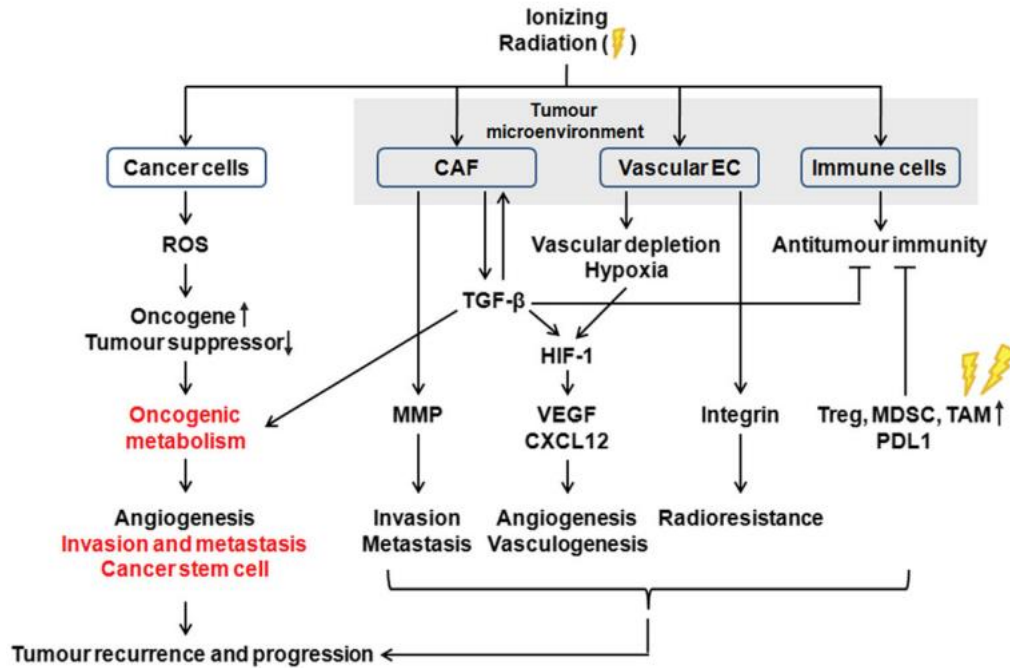 Ionizing
Radiation ( )
Tumour
microenvironment
Cancer cells
CAF
Vascular EC
Immune cells
ROS
Vascular depletion
Hypoxia
Antitumour immunity
TGF-β
Oncogene↑
Tumour suppressor↓
HIF-1
Oncogenic
metabolism
MMP
VEGF
CXCL12
Integrin
Treg, MDSC, TAM↑
PDL1
Angiogenesis
Invasion and metastasis
Cancer stem cell
Invasion
Metastasis
Angiogenesis
Vasculogenesis
Radioresistance
Tumour recurrence and progression